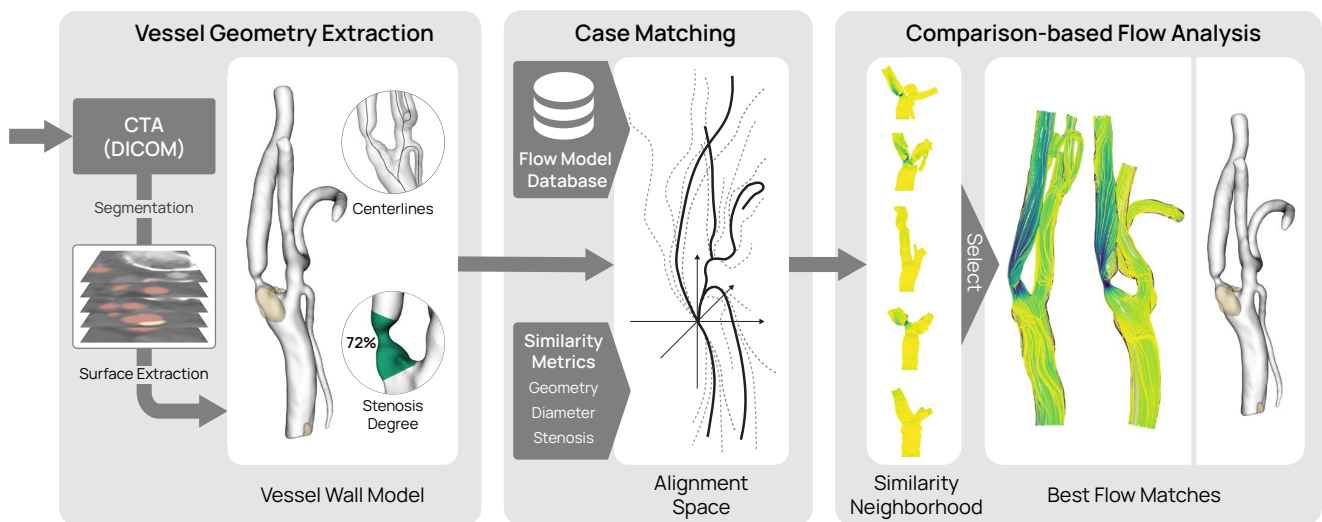 Vessel Geometry Extraction
CTA
(DICOM)
Segmentation
Surface Extraction
Centerlines
72%
Stenosis
Degree
Vessel Wall Model
Case Matching
Flow Model
Database
Similarity
Metrics
Geometry
Diameter
Stenosis
Alignment
Space
Comparison-based Flow Analysis
Select
Similarity
Neighborhood
Best Flow Matches